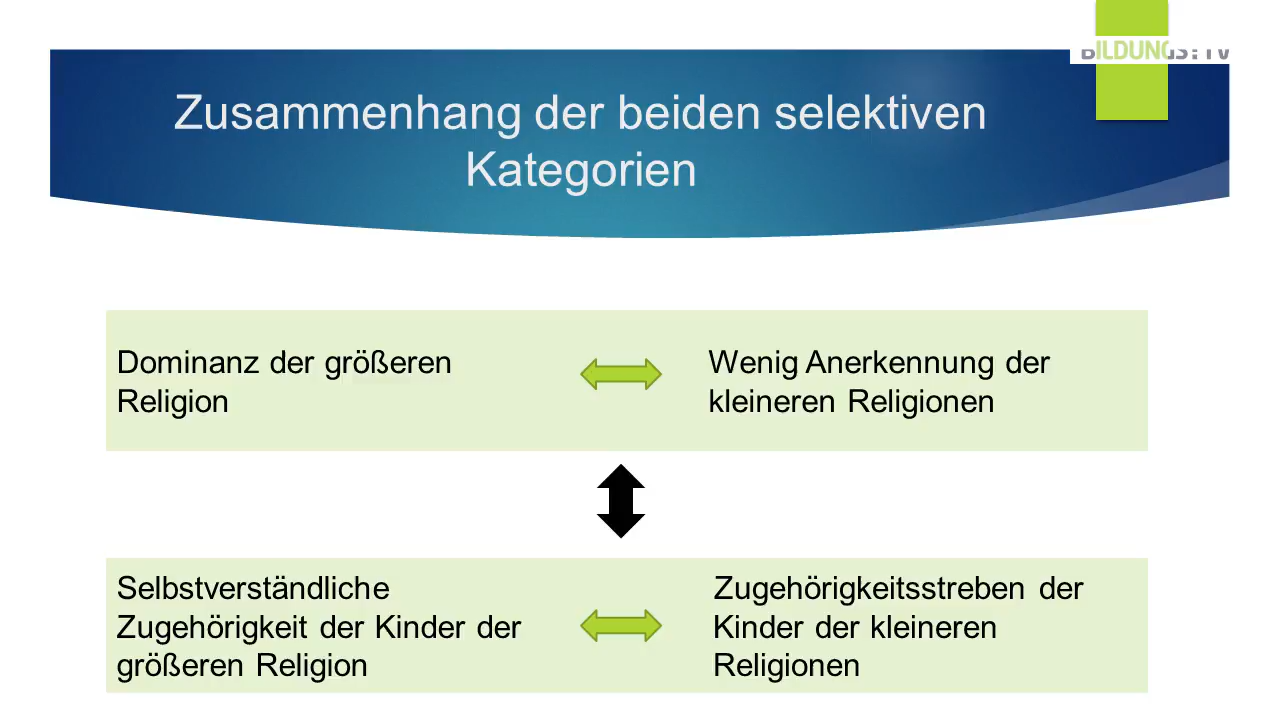 BILDUNGS:TV
Zusammenhang der beiden selektiven
Kategorien
Dominanz der größeren
Religion
Wenig Anerkennung der
kleineren Religionen
Selbstverständliche
Zugehörigkeit der Kinder der
größeren Religion
Zugehörigkeitsstreben der
Kinder der kleineren
Religionen